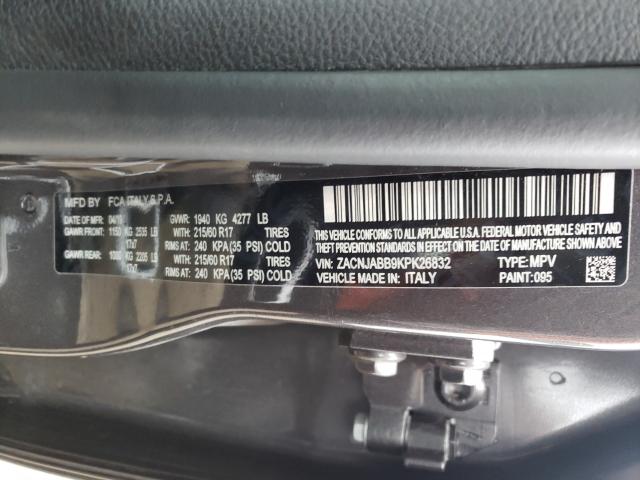 MFD BY FCA ITALY S.P.A.
DATE OF MFR 04/19 GVWR: 1940 KG 4277 LB
GAWR FRONT: 1150 KG 2535 LB WITH: 215/60 R17 TIRES
17x7 RIMS AT: 240 KPA(35 PSI) COLD
GAWR REAR: 1000 KG 2205 LB WITH: 215/60 R17 TIRES
17x7 RIMS AT: 240 KPA(35 PSI) COLD
THIS VEHICLE CONFORMS TO ALL APPLICABLE U.S.A. FEDERAL MOTOR VEHICLE SAFETY
AND THEFT PREVENTION STANDARDS IN EFFECT ON THE DATE OF MFR SHOWN ABOVE.
VIN: ZACNJABB9KPK26832 TYPE: MPV
VEHICLE MADE IN: ITALY PAINT: 095